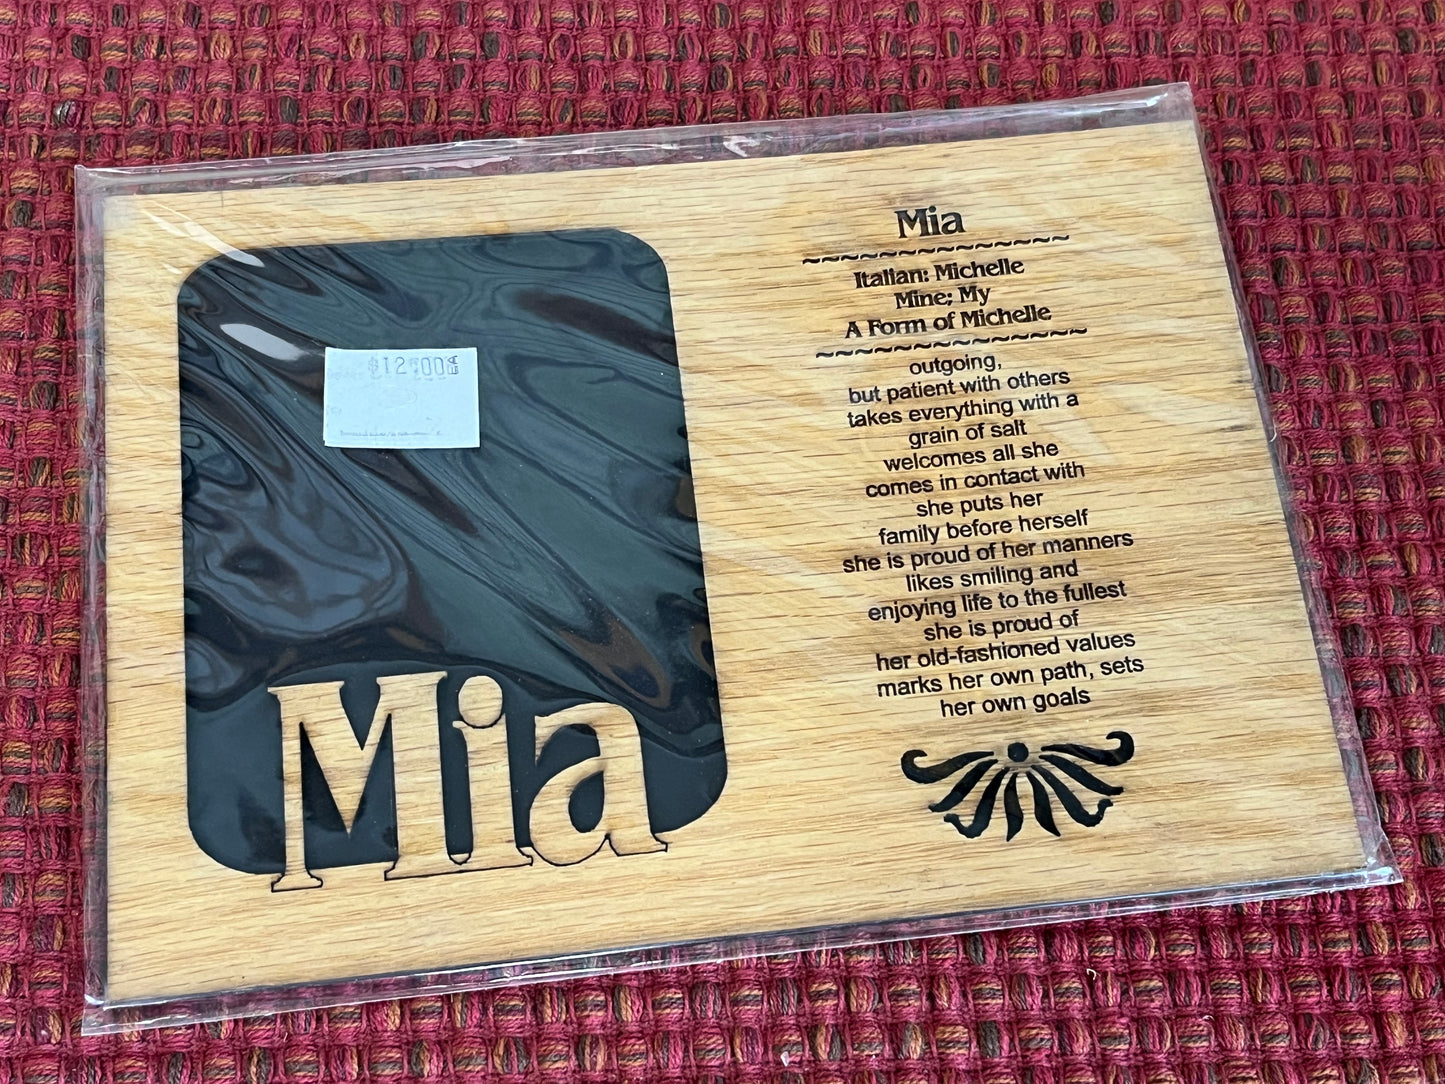 $12.00 EA
Mia
Mia
~~~~~~~~~~~~~~
Italian: Michelle
Mine; My
A Form of Michelle
~~~~~~~~~~~~~~
outgoing,
but patient with others
takes everything with a
grain of salt
welcomes all she
comes in contact with
she puts her
family before herself
she is proud of her manners
likes smiling and
enjoying life to the fullest
she is proud of
her old-fashioned values
marks her own path, sets
her own goals